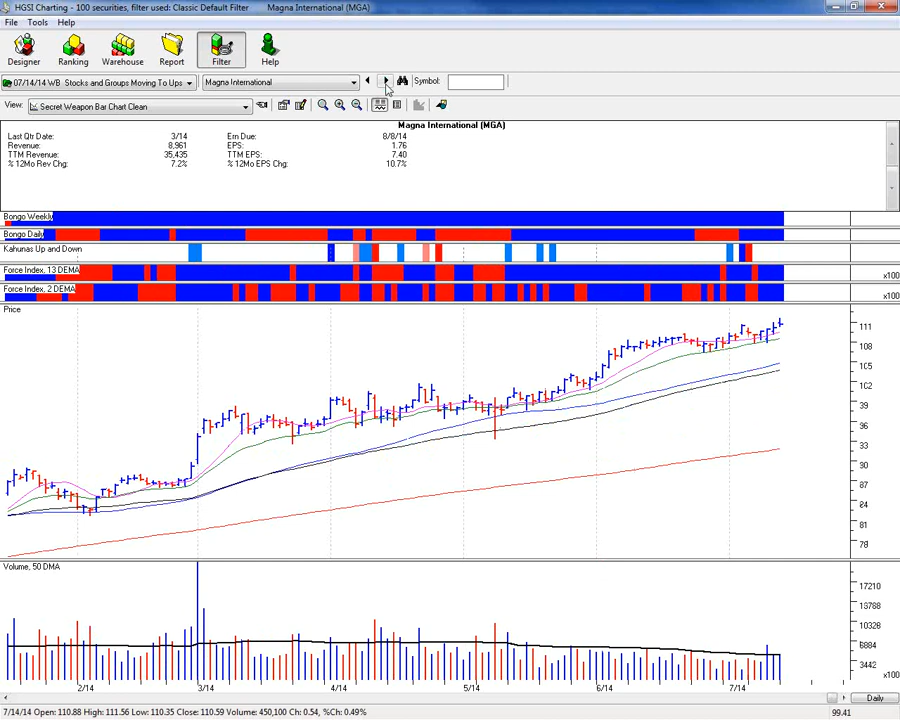 HGSI Charting - 100 securities, filter used: Classic Default Filter Magna International (MGA)
File Tools Help
Designer Ranking Warehouse Report Filter Help
07/14/14 WB Stocks and Groups Moving To Ups Magna International Symbol:
View: Secret Weapon Bar Chart Clean
Magna International (MGA)
Last Qtr Date: 3/14 Ern Due: 8/8/14
Revenue: 8,961 EPS: 1.76
TTM Revenue: 35,435 TTM EPS: 7.40
% 12Mo Rev Chg: 7.2% % 12Mo EPS Chg: 10.7%
Bongo Weekly
Bongo Daily
Kahunas Up and Down
Force Index, 13 DEMA x100
Force Index, 2 DEMA x100
Price
111
108
105
102
99
96
93
90
87
84
81
78
Volume, 50 DMA
17210
13768
10326
6884
3442
x100
2/14 3/14 4/14 5/14 6/14 7/14
Daily
7/14/14 Open: 110.88 High: 111.56 Low: 110.35 Close: 110.59 Volume: 450,100 Ch: 0.54, %Ch: 0.49% 99.41